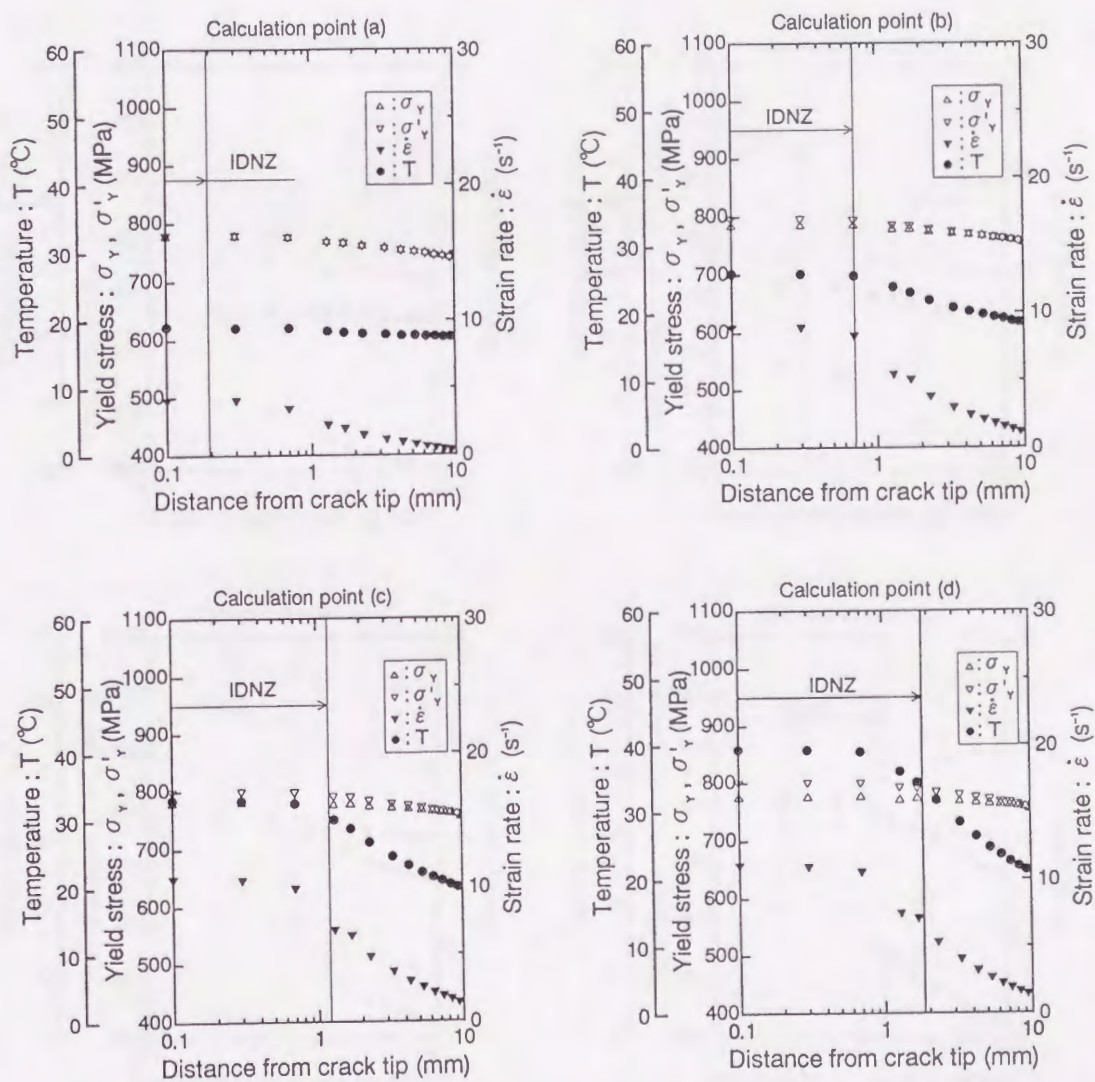 Calculation point (a)
60
50
40
30
20
10
0
Temperature : T (℃)
1100
1000
900
800
700
600
500
400
Yield stress : σY , σ'Y (MPa)
IDNZ
△ : σY
▽ : σ'Y
▼ : ε̇
● : T
30
20
10
0
Strain rate : ε̇ (s⁻¹)
0.1 1 10
Distance from crack tip (mm)
Calculation point (b)
60
50
40
30
20
10
0
Temperature : T (℃)
1100
1000
900
800
700
600
500
400
Yield stress : σY , σ'Y (MPa)
IDNZ
△ : σY
▽ : σ'Y
▼ : ε̇
● : T
30
20
10
0
Strain rate : ε̇ (s⁻¹)
0.1 1 10
Distance from crack tip (mm)
Calculation point (c)
60
50
40
30
20
10
0
Temperature : T (℃)
1100
1000
900
800
700
600
500
400
Yield stress : σY , σ'Y (MPa)
IDNZ
△ : σY
▽ : σ'Y
▼ : ε̇
● : T
30
20
10
0
Strain rate : ε̇ (s⁻¹)
0.1 1 10
Distance from crack tip (mm)
Calculation point (d)
60
50
40
30
20
10
0
Temperature : T (℃)
1100
1000
900
800
700
600
500
400
Yield stress : σY , σ'Y (MPa)
IDNZ
△ : σY
▽ : σ'Y
▼ : ε̇
● : T
30
20
10
0
Strain rate : ε̇ (s⁻¹)
0.1 1 10
Distance from crack tip (mm)